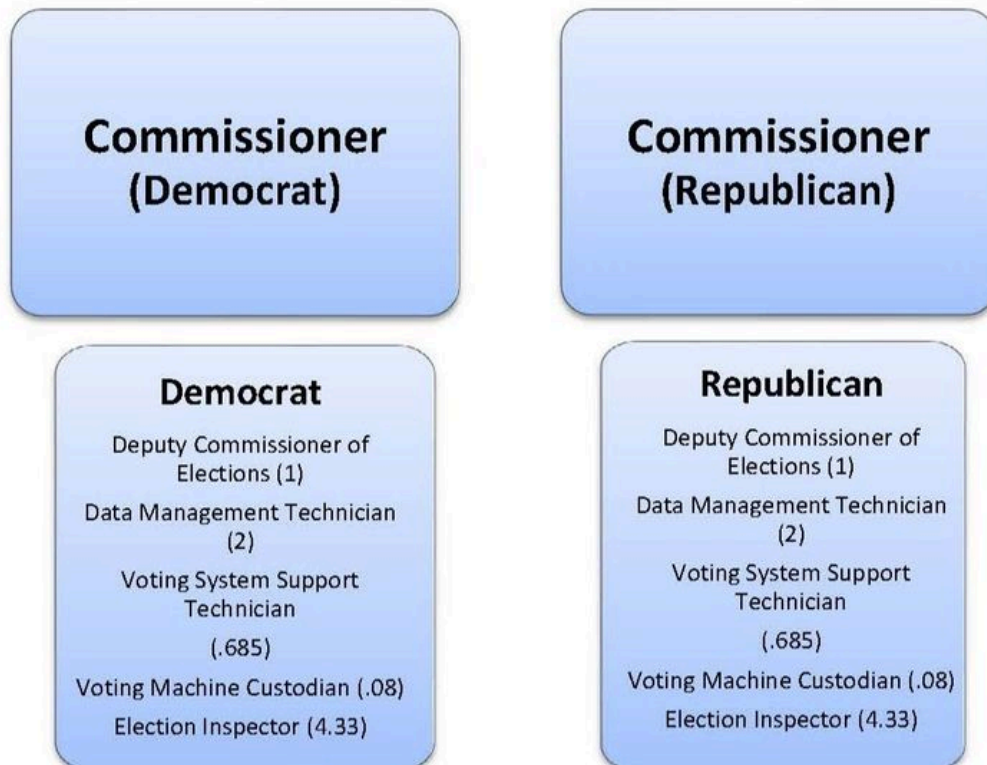 Commissioner
(Democrat)
Commissioner
(Republican)
Democrat
Deputy Commissioner of
Elections (1)
Data Management Technician
(2)
Voting System Support
Technician
(.685)
Voting Machine Custodian (.08)
Election Inspector (4.33)
Republican
Deputy Commissioner of
Elections (1)
Data Management Technician
(2)
Voting System Support
Technician
(.685)
Voting Machine Custodian (.08)
Election Inspector (4.33)